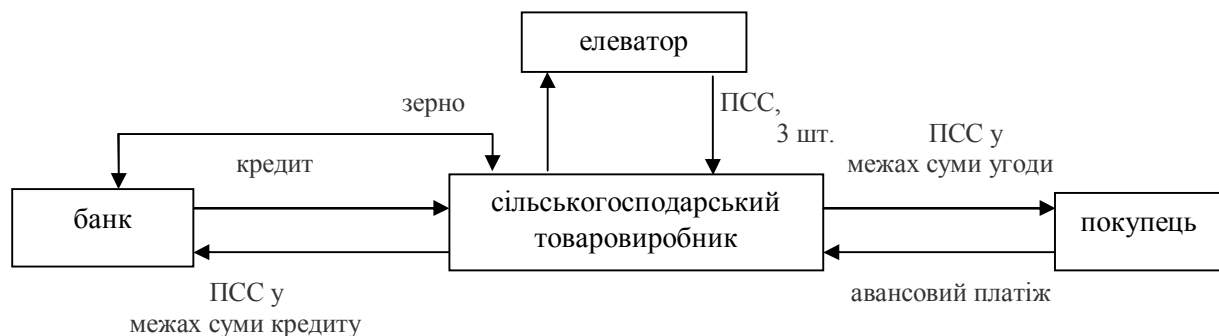 елеватор
зерно
ПСС,
3 шт.
ПСС у
межах суми угоди
кредит
банк
сільськогосподарський
товаровиробник
покупець
ПСС у
межах суми кредиту
авансовий платіж